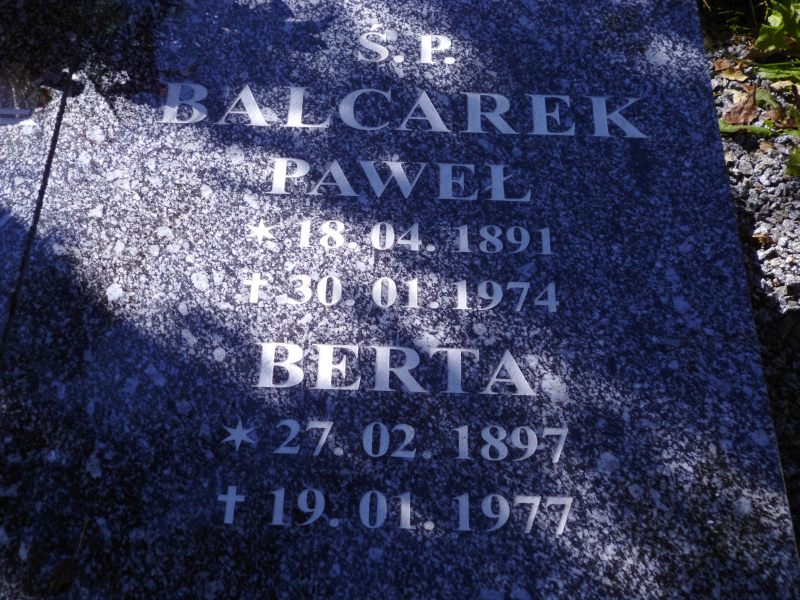 Ś. P.
BALCAREK
PAWEŁ
* 18. 04. 1891
✝ 30. 01. 1974
BERTA
* 27. 02. 1897
✝ 19. 01. 1977